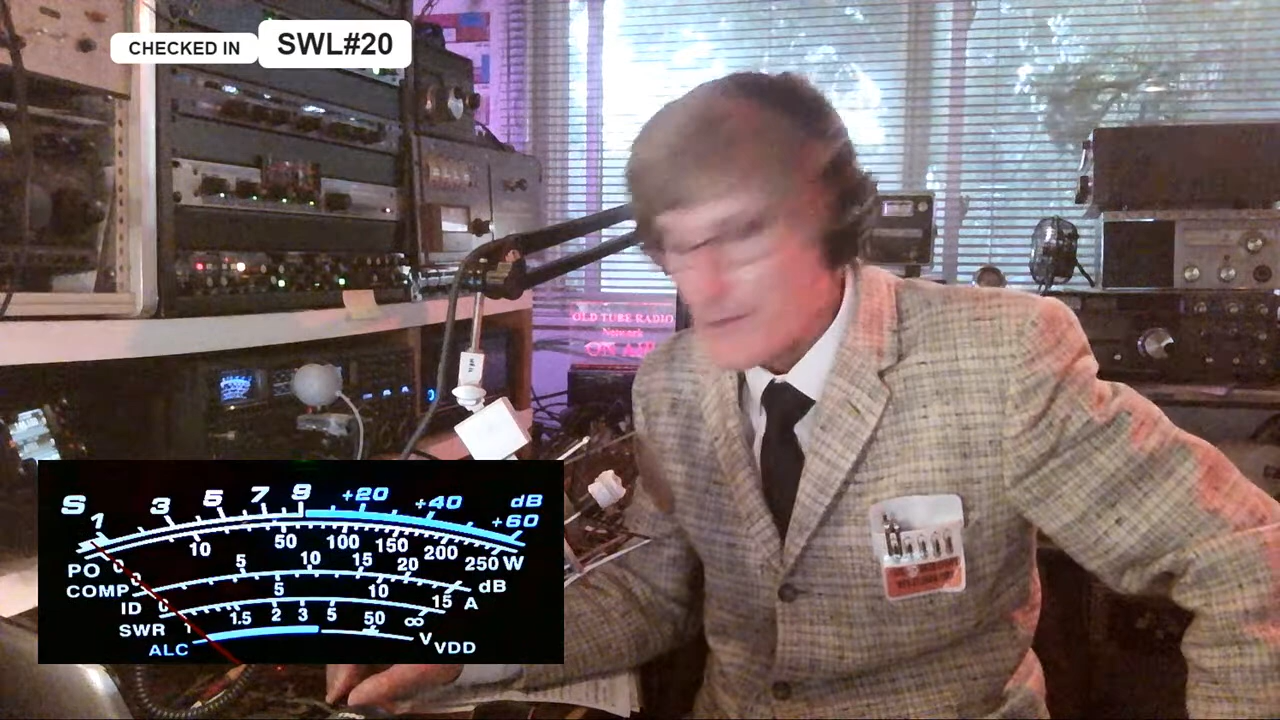 CHECKED IN
SWL#20
OLD TUBE RADIO
Network
ON AIR
S 1 3 5 7 9 +20 +40 +60 dB
PO 0 10 50 100 150 200 250 W
COMP 0 5 10 15 20 dB
ID 0 5 10 15 A
SWR 1 1.5 2 3 5 50 ∞
ALC V VDD